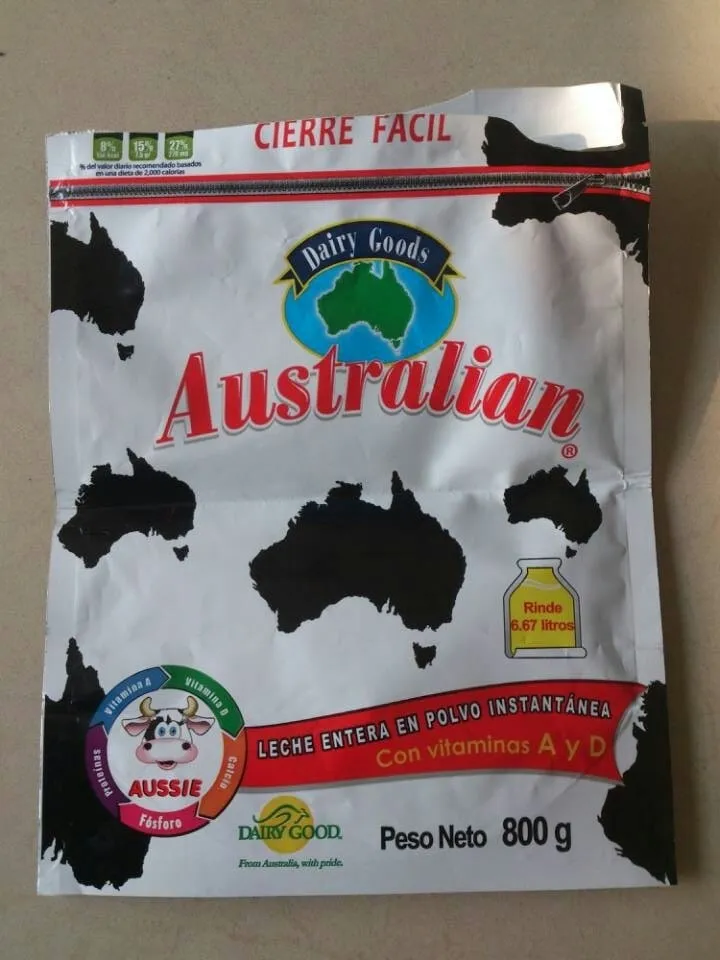 CIERRE FACIL
8% 15% 27%
% del valor diario recomendado basados
en una dieta de 2,000 calorías
Dairy Goods
Australian
®
Rinde
6.67 litros
Vitamina A
Vitamina D
Calcio
Fósforo
Proteínas
AUSSIE
LECHE ENTERA EN POLVO INSTANTÁNEA
Con vitaminas A y D
DAIRY GOOD
From Australia, with pride.
Peso Neto 800 g